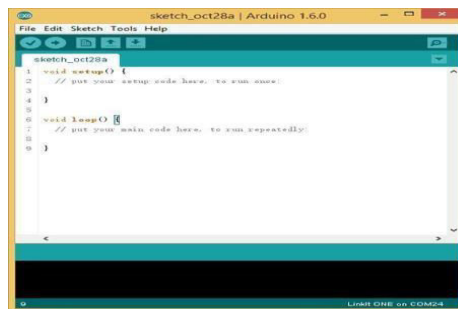 sketch_oct28a | Arduino 1.6.0
File Edit Sketch Tools Help
sketch_oct28a
1 void setup() {
2 // put your setup code here, to run once:
3
4 }
5
6 void loop() {
7 // put your main code here, to run repeatedly:
8
9 }
9 LinkIt ONE on COM24